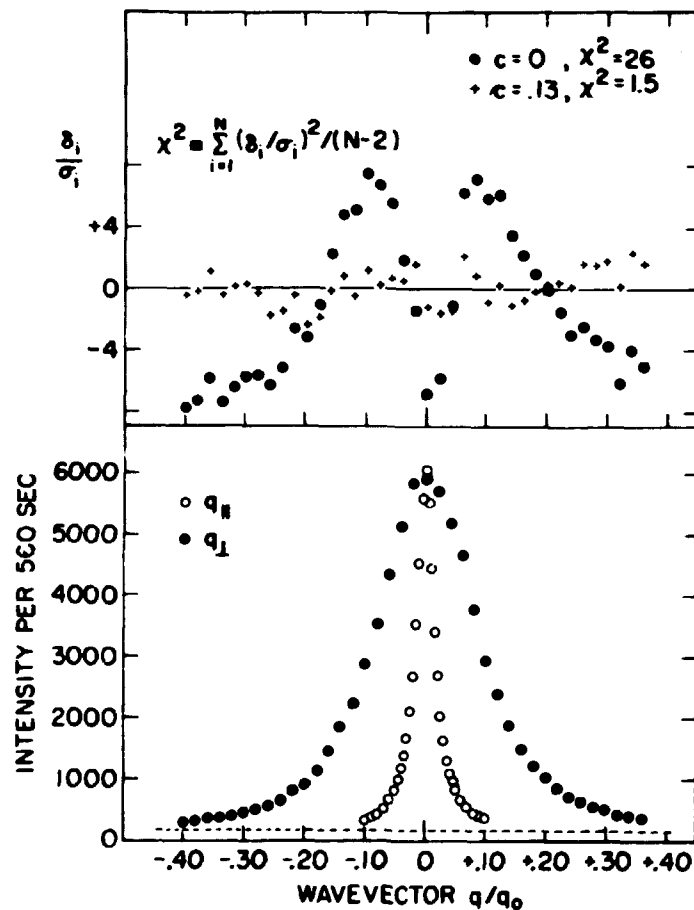 ● c=0 , χ²=26
+ c=.13, χ²=1.5
χ² = Σ(δᵢ/σᵢ)²/(N-2)
N
i=1
δᵢ
σᵢ
+4
0
-4
6000
5000
4000
3000
2000
1000
0
○ q∥
● q⊥
INTENSITY PER 500 SEC
-.40 -.30 -.20 -.10 0 +.10 +.20 +.30 +.40
WAVEVECTOR q/q₀